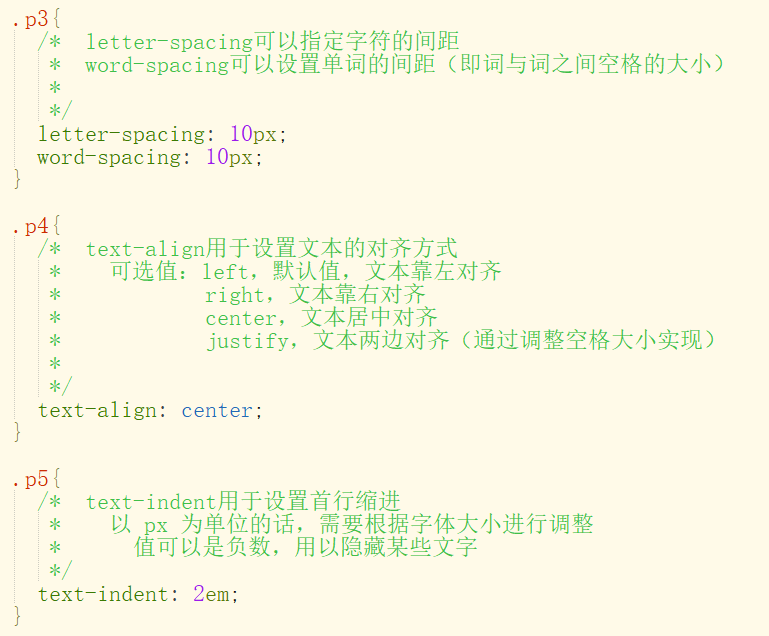 .p3{
/* letter-spacing可以指定字符的间距
* word-spacing可以设置单词的间距（即词与词之间空格的大小）
*
*/
letter-spacing: 10px;
word-spacing: 10px;
}
.p4{
/* text-align用于设置文本的对齐方式
* 可选值：left，默认值，文本靠左对齐
* right，文本靠右对齐
* center，文本居中对齐
* justify，文本两边对齐（通过调整空格大小实现）
*
*/
text-align: center;
}
.p5{
/* text-indent用于设置首行缩进
* 以 px 为单位的话，需要根据字体大小进行调整
* 值可以是负数，用以隐藏某些文字
*/
text-indent: 2em;
}